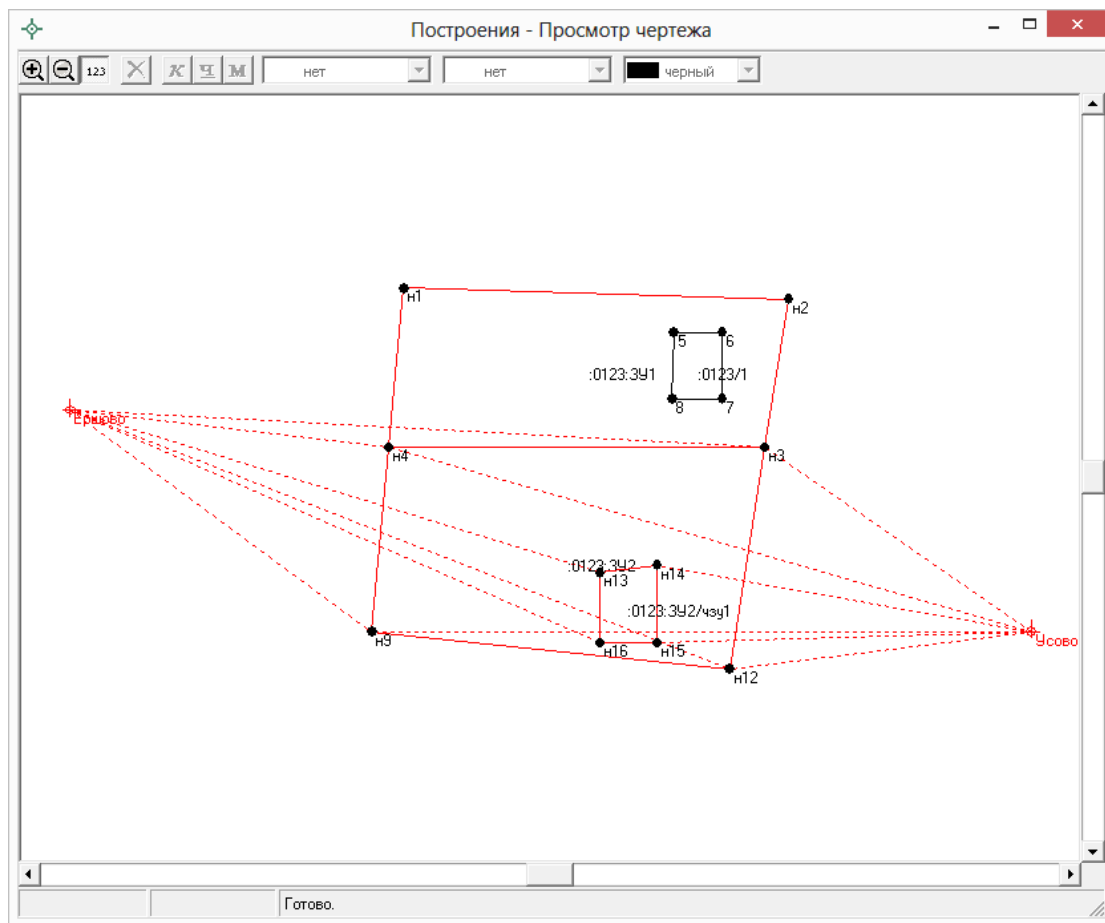 Построения - Просмотр чертежа
123 К Ч М нет нет черный
н1
н2
5 6
:0123:ЗУ1 :0123/1
8 7
Ершово
н4 н3
:0123:ЗУ2 н14
н13
:0123:ЗУ2/чзу1
н9 Усово
н16 н15
н12
Готово.